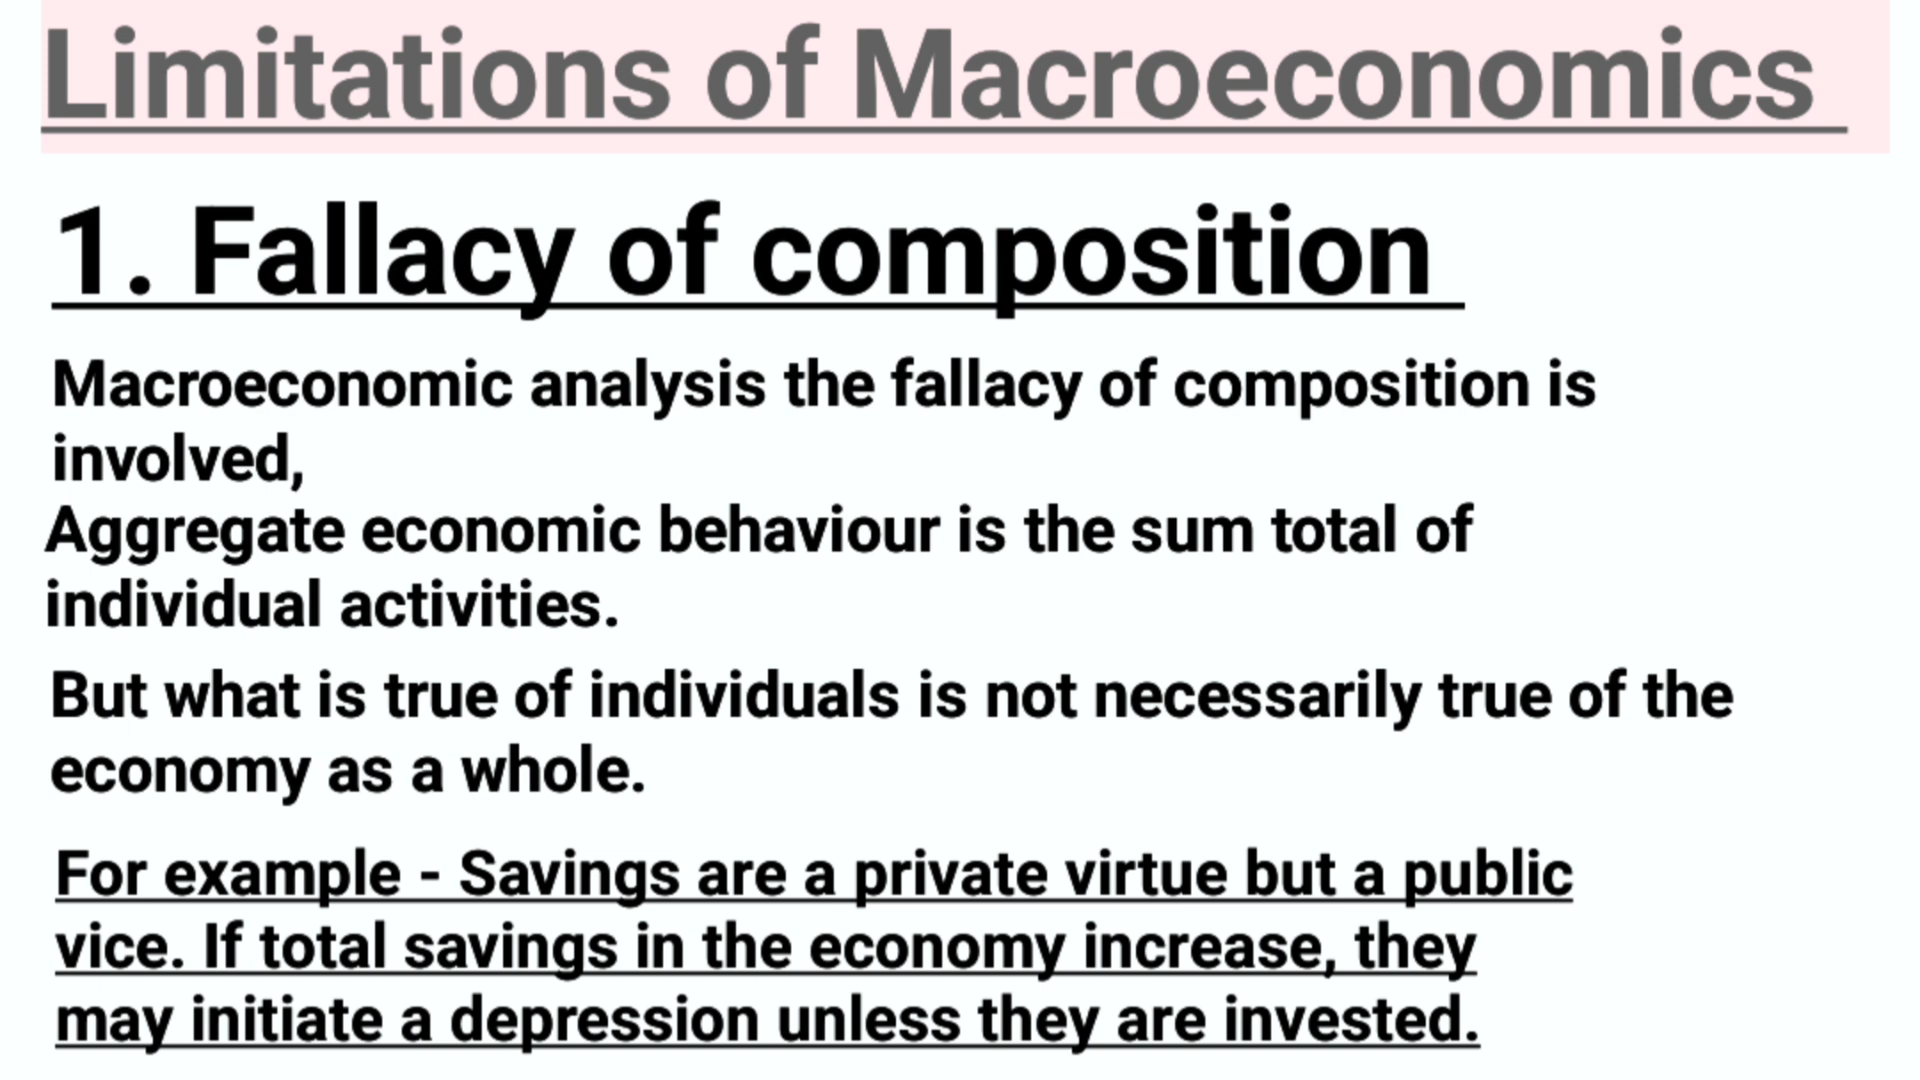 Limitations of Macroeconomics
1. Fallacy of composition
Macroeconomic analysis the fallacy of composition is
involved,
Aggregate economic behaviour is the sum total of
individual activities.
But what is true of individuals is not necessarily true of the
economy as a whole.
For example - Savings are a private virtue but a public
vice. If total savings in the economy increase, they
may initiate a depression unless they are invested.